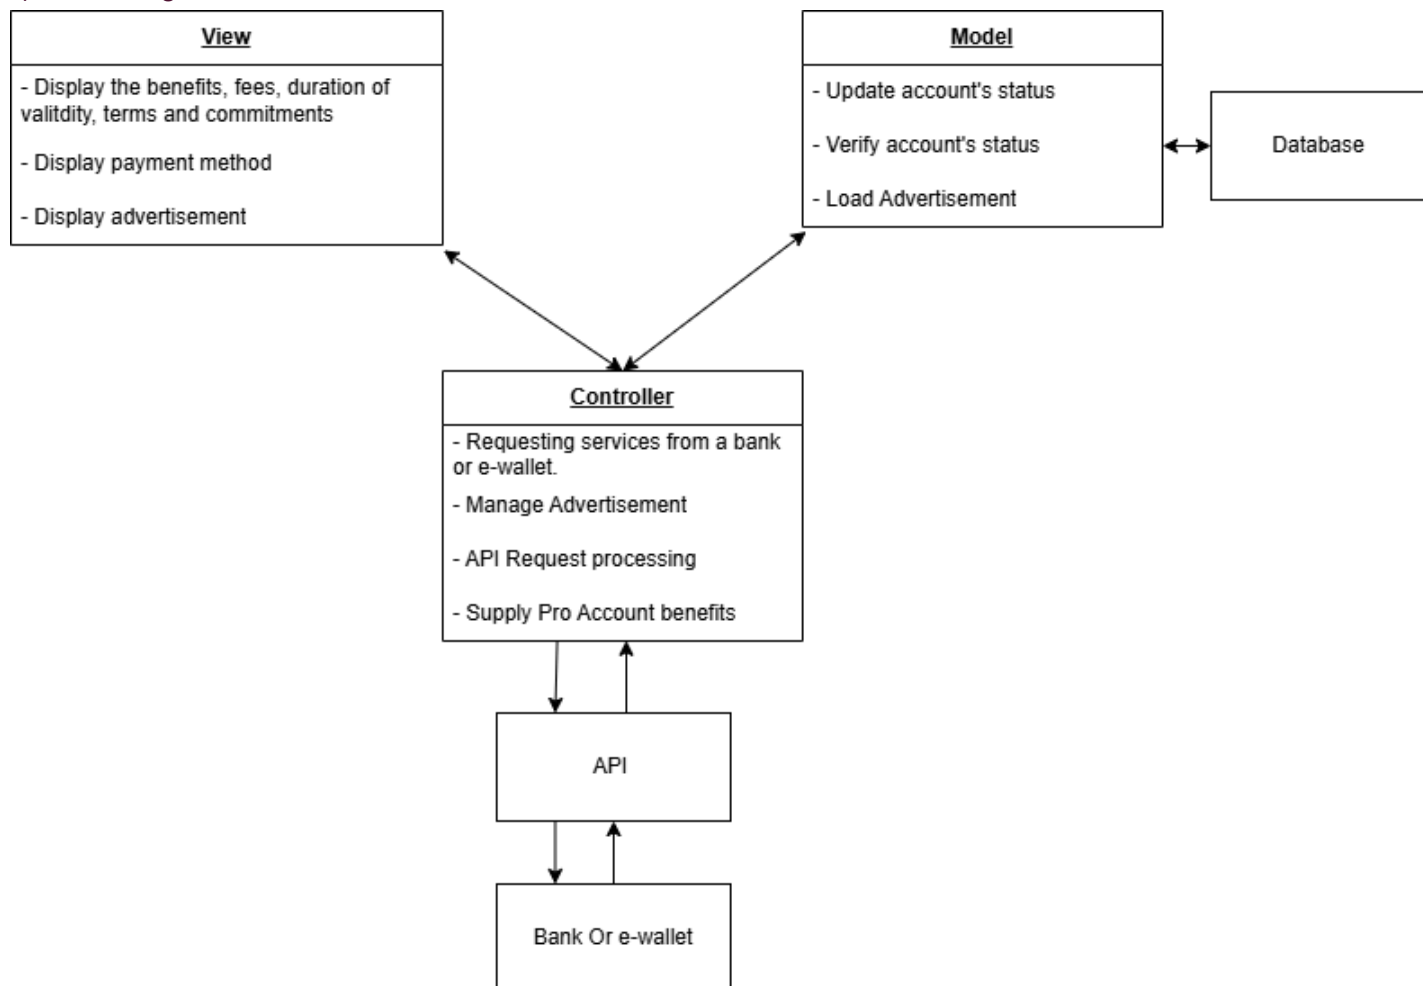 View
- Display the benefits, fees, duration of
valitdity, terms and commitments
- Display payment method
- Display advertisement
Model
- Update account's status
- Verify account's status
- Load Advertisement
Database
Controller
- Requesting services from a bank
or e-wallet.
- Manage Advertisement
- API Request processing
- Supply Pro Account benefits
API
Bank Or e-wallet